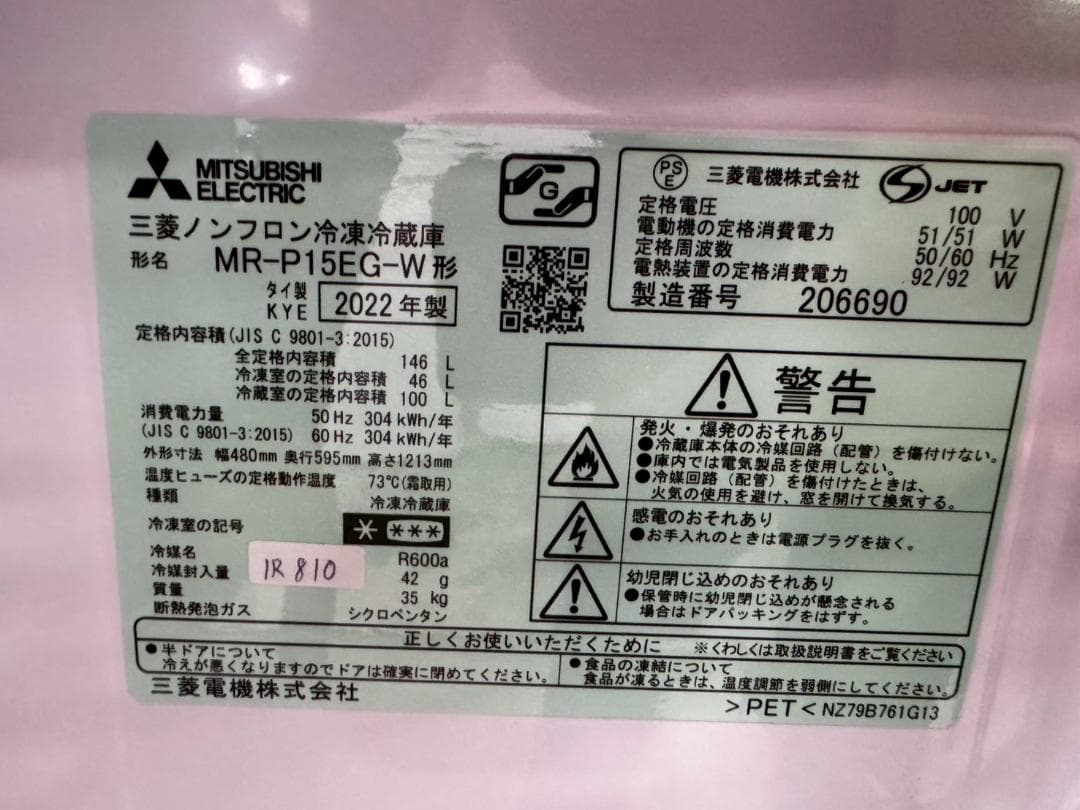 MITSUBISHI
ELECTRIC
三菱ノンフロン冷凍冷蔵庫
形名 MR-P15EG-W形
タイ製
KYE 2022年製
定格内容積(JIS C 9801-3:2015)
全定格内容積 146 L
冷凍室の定格内容積 46 L
冷蔵室の定格内容積 100 L
消費電力量 50Hz 304 kWh/年
(JIS C 9801-3:2015) 60Hz 304 kWh/年
外形寸法 幅480mm 奥行595mm 高さ1213mm
温度ヒューズの定格動作温度 73℃(霜取用)
種類 冷凍冷蔵庫
冷凍室の記号 * ***
冷媒名 R600a
冷媒封入量 42 g
質量 35 kg
断熱発泡ガス シクロペンタン
1R810
G
PS
E
三菱電機株式会社 JET
定格電圧 100 V
電動機の定格消費電力 51/51 W
定格周波数 50/60 Hz
電熱装置の定格消費電力 92/92 W
製造番号 206690
警告
発火・爆発のおそれあり
●冷蔵庫本体の冷媒回路(配管)を傷付けない。
●庫内では電気製品を使用しない。
●冷媒回路(配管)を傷付けたときは、
火気の使用を避け、窓を開けて換気する。
感電のおそれあり
●お手入れのときは電源プラグを抜く。
幼児閉じ込めのおそれあり
●保管時に幼児閉じ込めが懸念される
場合はドアパッキングをはずす。
正しくお使いいただくために ※くわしくは取扱説明書をご覧ください
●半ドアについて
冷えが悪くなりますのでドアは確実に閉めてください。
●食品の凍結について
食品が凍るときは、温度調節を弱側にしてください。
三菱電機株式会社
>PET< NZ79B761G13